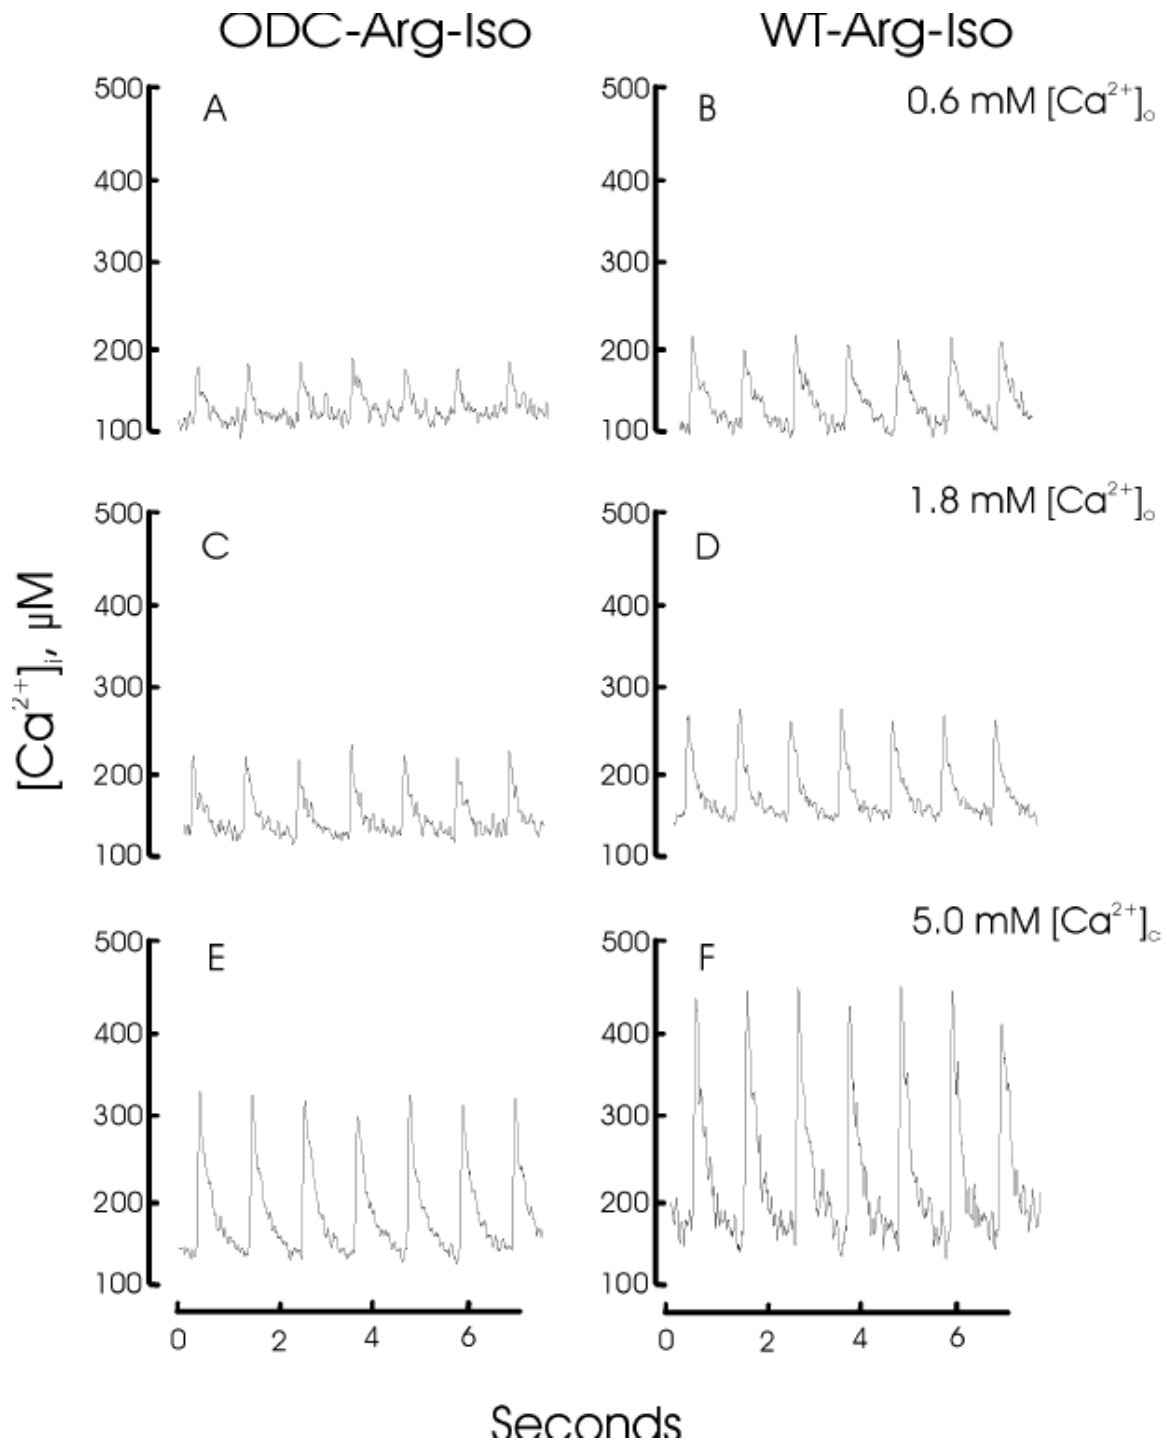 ODC-Arg-Iso WT-Arg-Iso
500 A 500 B 0.6 mM [Ca²⁺]ₒ
400 400
300 300
200 200
100 100
1.8 mM [Ca²⁺]ₒ
500 C 500 D
400 400
300 300
200 200
100 100
[Ca²⁺]ᵢ, µM
5.0 mM [Ca²⁺]c
500 E 500 F
400 400
300 300
200 200
100 100
0 2 4 6 0 2 4 6
Seconds